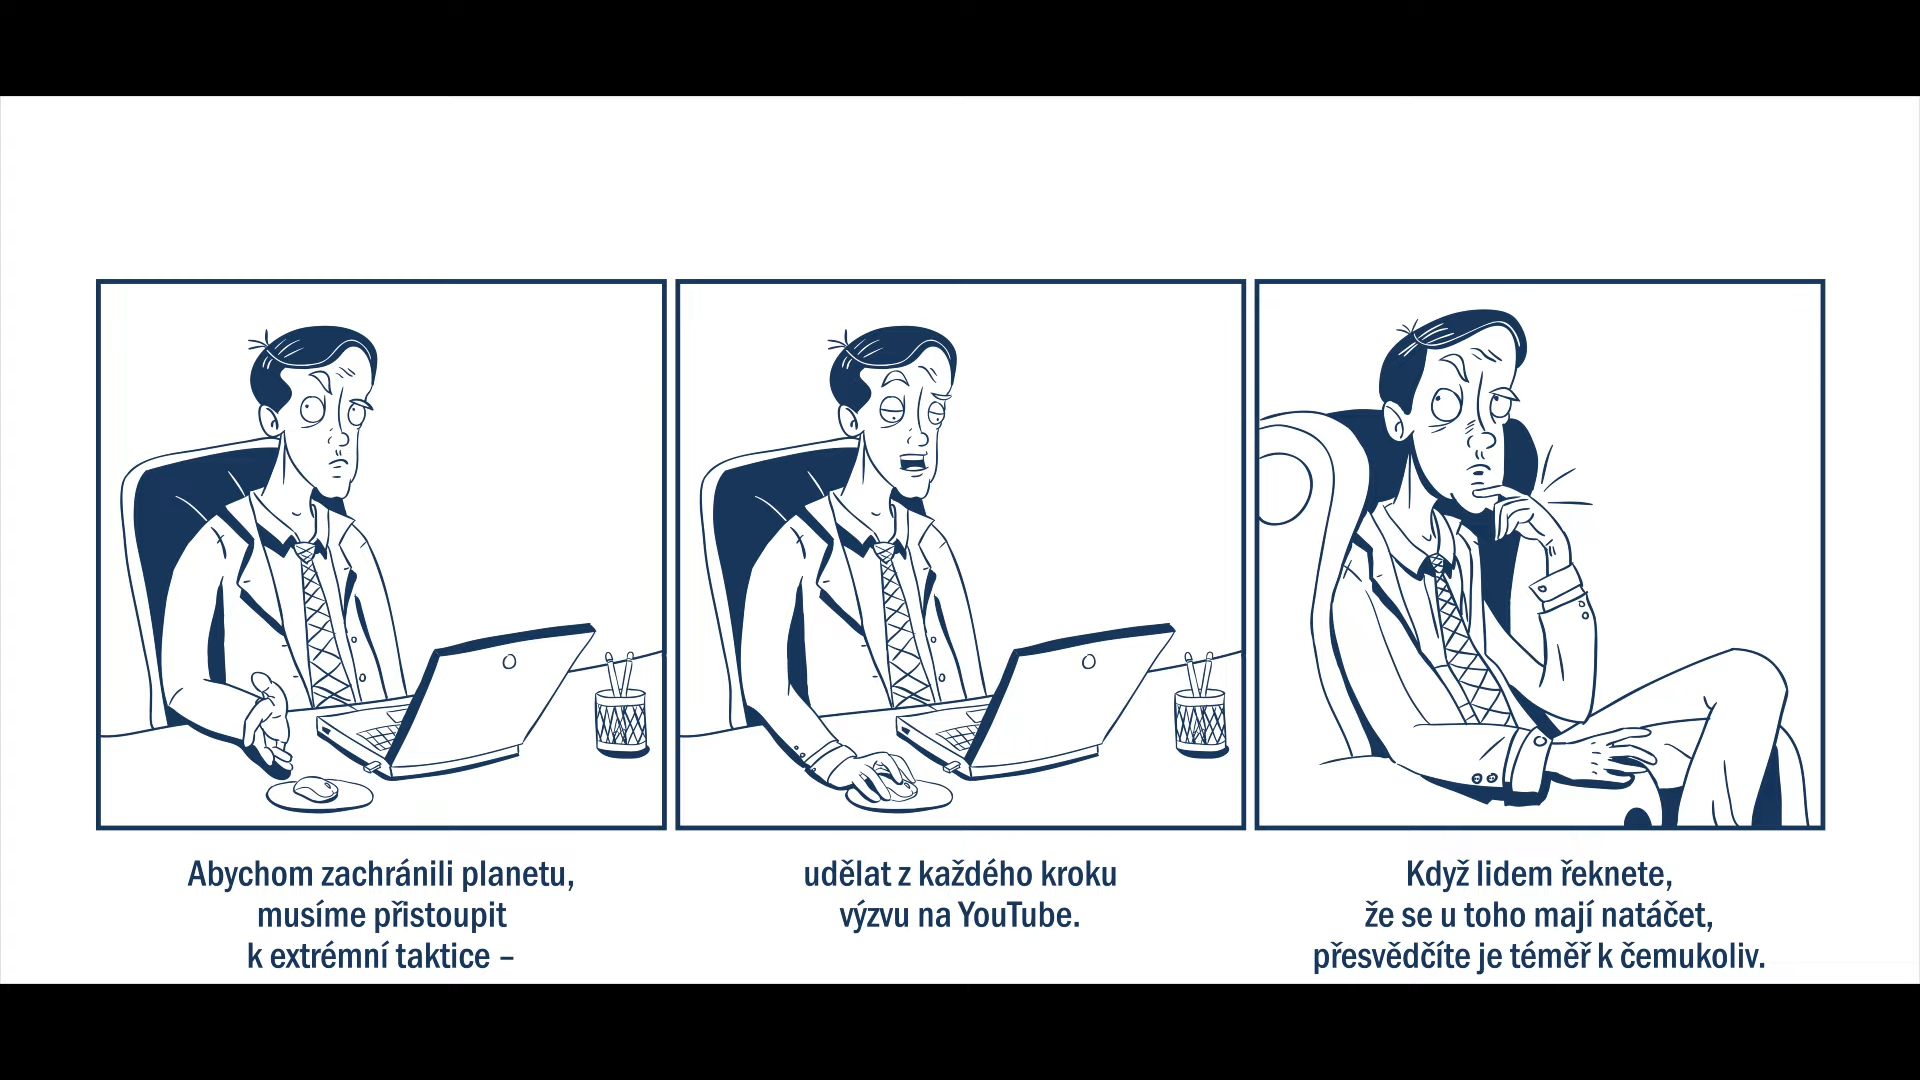 Abychom zachránili planetu,
musíme přistoupit
k extrémní taktice –
udělat z každého kroku
výzvu na YouTube.
Když lidem řeknete,
že se u toho mají natáčet,
přesvědčíte je téměř k čemukoliv.